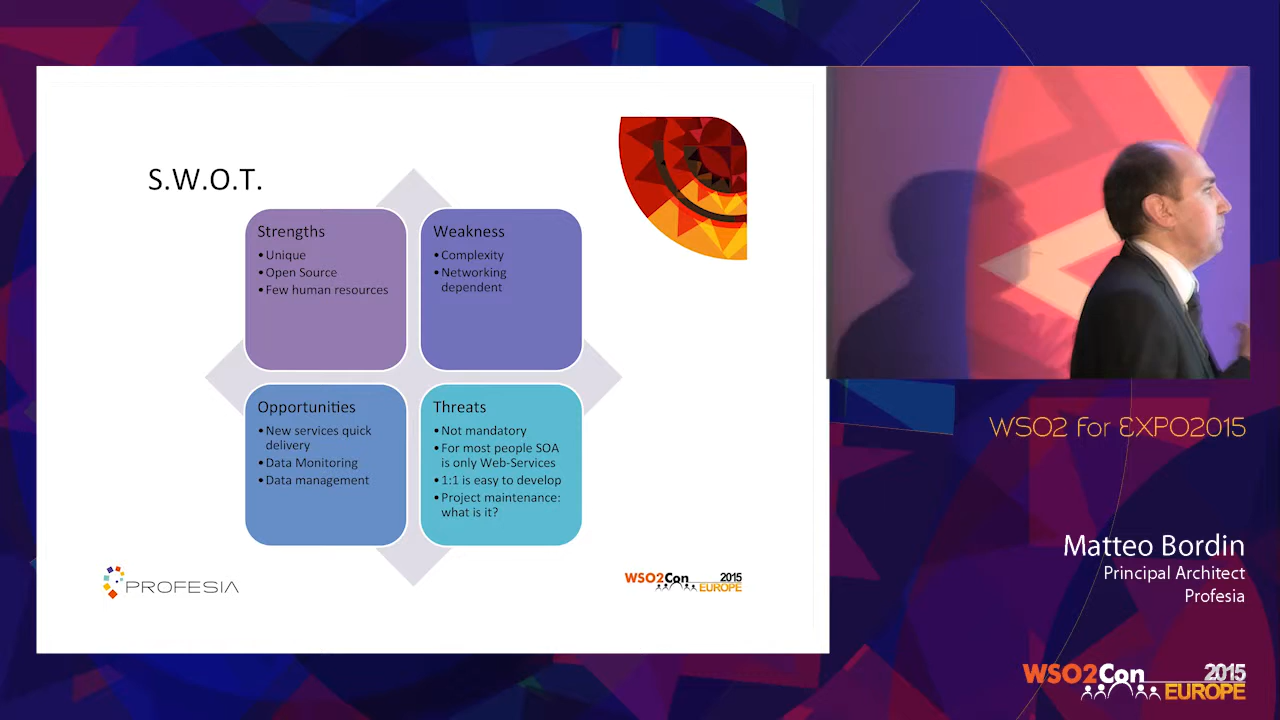 S.W.O.T.
Strengths
•Unique
•Open Source
•Few human resources
Weakness
•Complexity
•Networking
dependent
Opportunities
•New services quick
delivery
•Data Monitoring
•Data management
Threats
•Not mandatory
•For most people SOA
is only Web-Services
•1:1 is easy to develop
•Project maintenance:
what is it?
PROFESIA
WSO2Con 2015
EUROPE
WSO2 for EXPO2015
Matteo Bordin
Principal Architect
Profesia
WSO2Con 2015
EUROPE